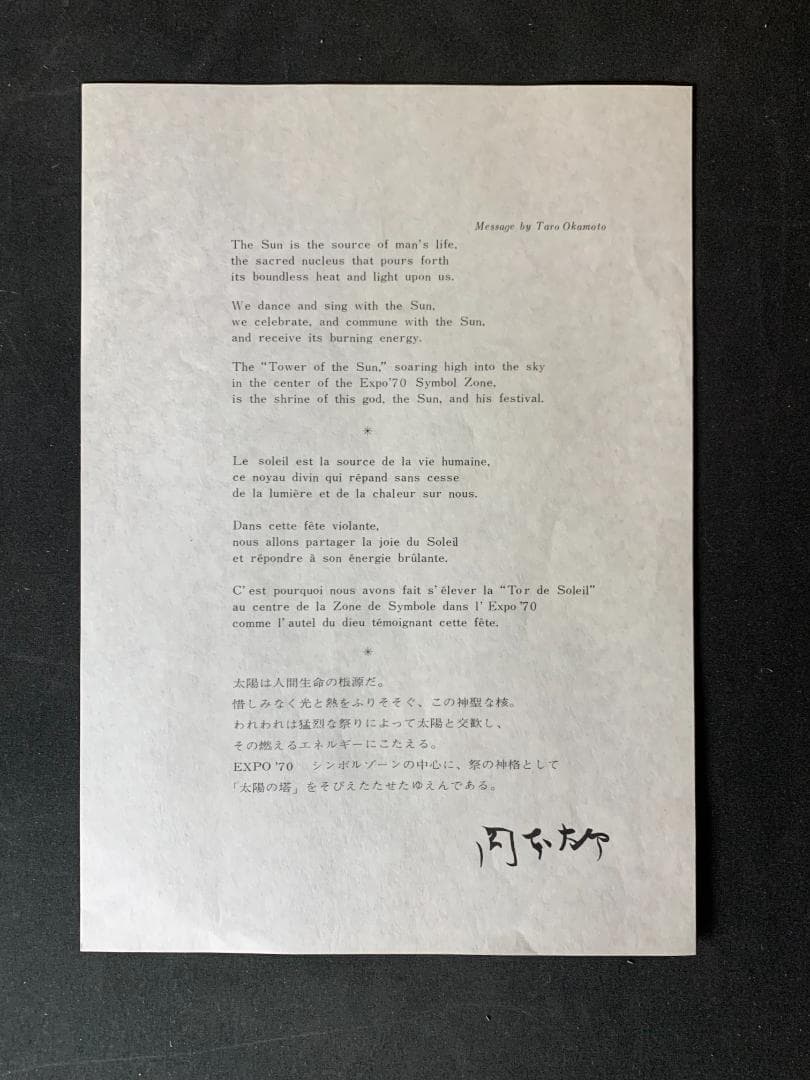 Message by Taro Okamoto
The Sun is the source of man's life,
the sacred nucleus that pours forth
its boundless heat and light upon us.
We dance and sing with the Sun,
we celebrate, and commune with the Sun,
and receive its burning energy.
The “Tower of the Sun,” soaring high into the sky
in the center of the Expo'70 Symbol Zone,
is the shrine of this god, the Sun, and his festival.
*
Le soleil est la source de la vie humaine,
ce noyau divin qui répand sans cesse
de la lumière et de la chaleur sur nous.
Dans cette fête violante,
nous allons partager la joie du Soleil
et répondre à son énergie brûlante.
C'est pourquoi nous avons fait s'élever la “Tor de Soleil”
au centre de la Zone de Symbole dans l'Expo '70
comme l'autel du dieu témoignant cette fête.
*
太陽は人間生命の根源だ。
惜しみなく光と熱をふりそそぐ、この神聖な核。
われわれは猛烈な祭りによって太陽と交歓し、
その燃えるエネルギーにこたえる。
EXPO '70 シンボルゾーンの中心に、祭の神格として
「太陽の塔」をそびえたたせたゆえんである。
岡本太郎